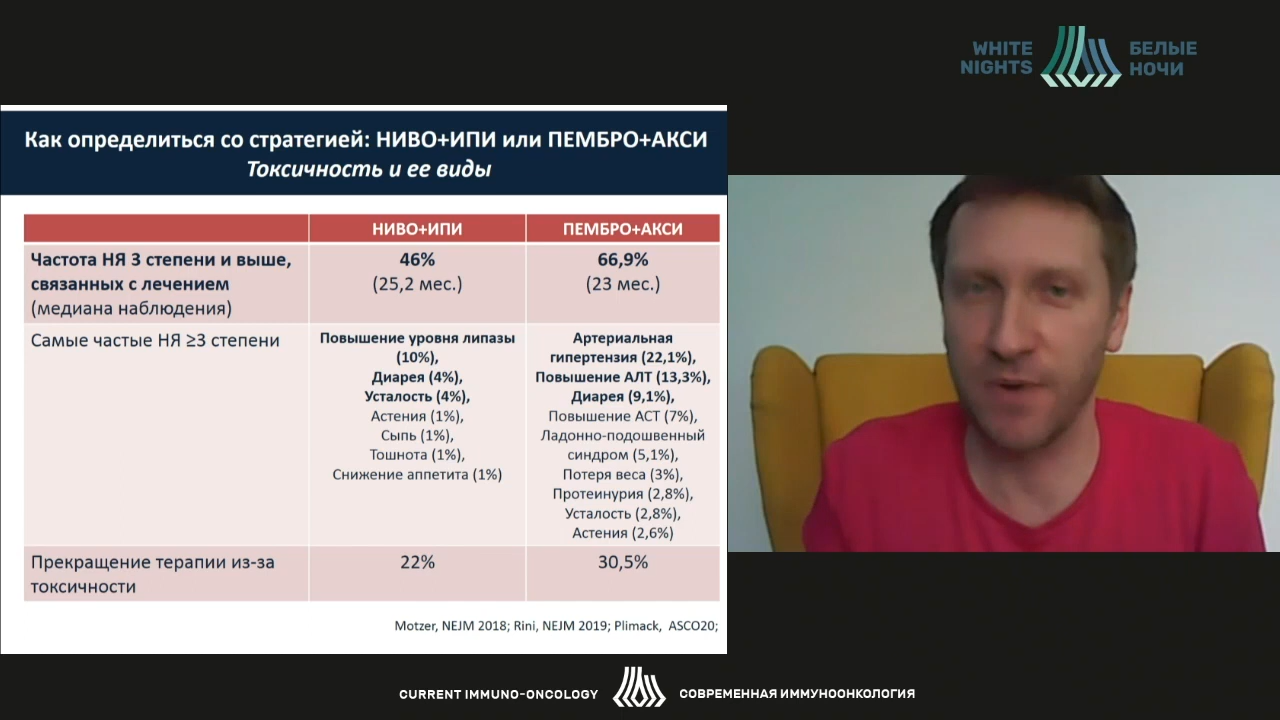 WHITE
NIGHTS
БЕЛЫЕ
НОЧИ
Как определиться со стратегией: НИВО+ИПИ или ПЕМБРО+АКСИ
Токсичность и ее виды
НИВО+ИПИ
ПЕМБРО+АКСИ
Частота НЯ 3 степени и выше,
связанных с лечением
(медиана наблюдения)
46%
(25,2 мес.)
66,9%
(23 мес.)
Самые частые НЯ ≥3 степени
Повышение уровня липазы
(10%),
Диарея (4%),
Усталость (4%),
Астения (1%),
Сыпь (1%),
Тошнота (1%),
Снижение аппетита (1%)
Артериальная
гипертензия (22,1%),
Повышение АЛТ (13,3%),
Диарея (9,1%),
Повышение АСТ (7%),
Ладонно-подошвенный
синдром (5,1%),
Потеря веса (3%),
Протеинурия (2,8%),
Усталость (2,8%),
Астения (2,6%)
Прекращение терапии из-за
токсичности
22%
30,5%
Motzer, NEJM 2018; Rini, NEJM 2019; Plimack, ASCO20;
CURRENT IMMUNO-ONCOLOGY
СОВРЕМЕННАЯ ИММУНООНКОЛОГИЯ